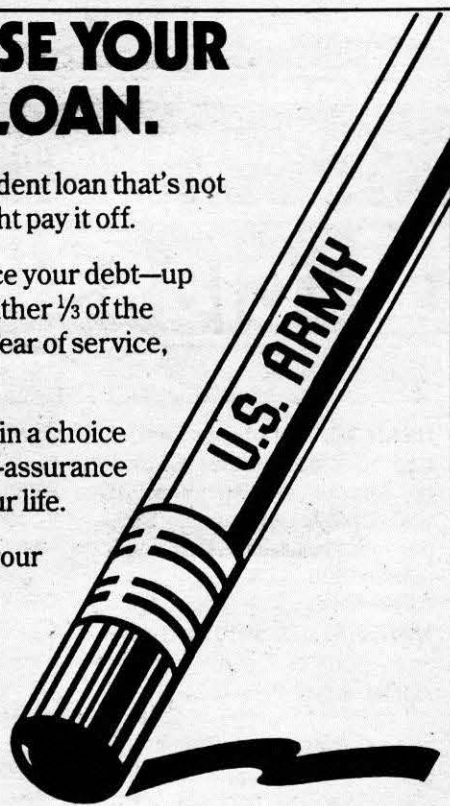 SE YOUR
LOAN.
dent loan that's not
ht pay it off.
ce your debt—up
ther ⅓ of the
ear of service,
in a choice
-assurance
ur life.
our
U.S. ARMY